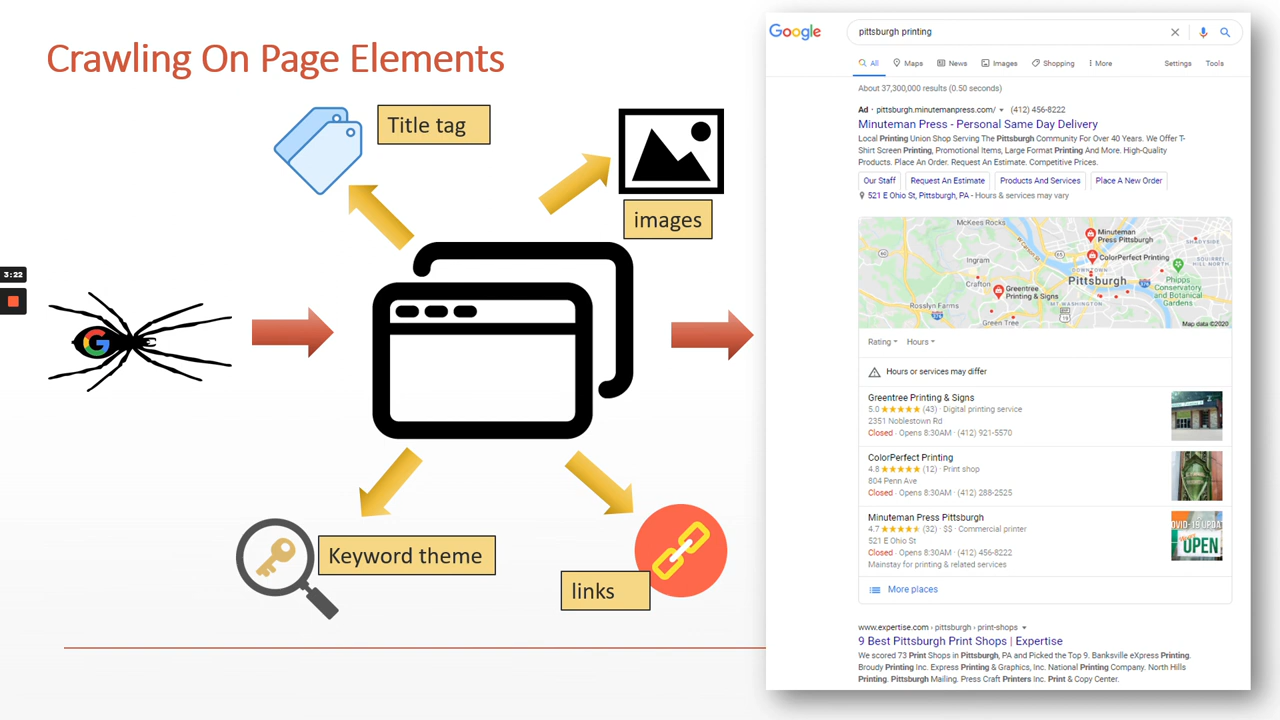 Crawling On Page Elements
Title tag
images
3:22
G
Keyword theme
links
Google
pittsburgh printing
All Maps News Images Shopping More Settings Tools
About 37,300,000 results (0.50 seconds)
Ad · pittsburgh.minutemanpress.com/ (412) 456-8222
Minuteman Press - Personal Same Day Delivery
Local Printing Union Shop Serving The Pittsburgh Community For Over 40 Years. We Offer T-
Shirt Screen Printing, Promotional Items, Large Format Printing And More. High-Quality
Products. Place An Order. Request An Estimate. Competitive Prices.
Our Staff Request An Estimate Products And Services Place A New Order
521 E Ohio St, Pittsburgh, PA - Hours & services may vary
McKees Rocks
Minuteman
Press Pittsburgh
SHADYSIDE
SQUIRREL
HILL NORTH
ColorPerfect Printing
Ingram
DOWNTOWN
Pittsburgh
Phipps
Conservatory
and Botanical
Gardens
Greentree
Printing & Signs
MT. WASHINGTON
Rosslyn Farms
Green Tree
Map data ©2020
Rating Hours
Hours or services may differ
Greentree Printing & Signs
5.0 (43) · Digital printing service
2351 Noblestown Rd
Closed · Opens 8:30AM · (412) 921-5570
ColorPerfect Printing
4.8 (12) · Print shop
804 Penn Ave
Closed · Opens 8:30AM · (412) 288-2525
Minuteman Press Pittsburgh
4.7 (32) · $$ · Commercial printer
521 E Ohio St
Closed · Opens 8:30AM · (412) 456-8222
Mainstay for printing & related services
OVID-19 UPDA
OPEN
More places
www.expertise.com › pittsburgh › print-shops
9 Best Pittsburgh Print Shops | Expertise
We scored 73 Print Shops in Pittsburgh, PA and Picked the Top 9. Banksville eXpress Printing.
Broudy Printing Inc. Express Printing & Graphics, Inc. National Printing Company. North Hills
Printing. Pittsburgh Mailing. Press Craft Printers Inc. Print & Copy Center.